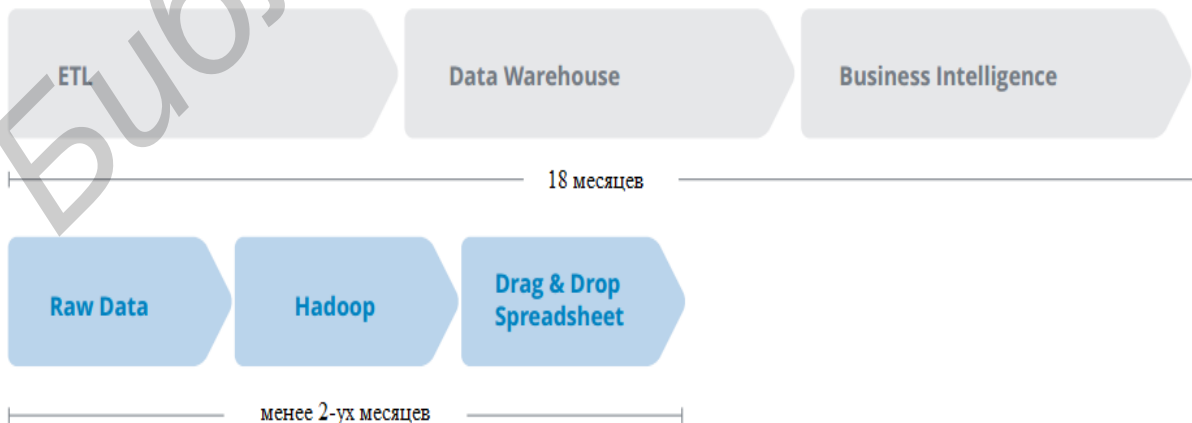 ETL
Data Warehouse
Business Intelligence
18 месяцев
Raw Data
Hadoop
Drag & Drop
Spreadsheet
менее 2-ух месяцев